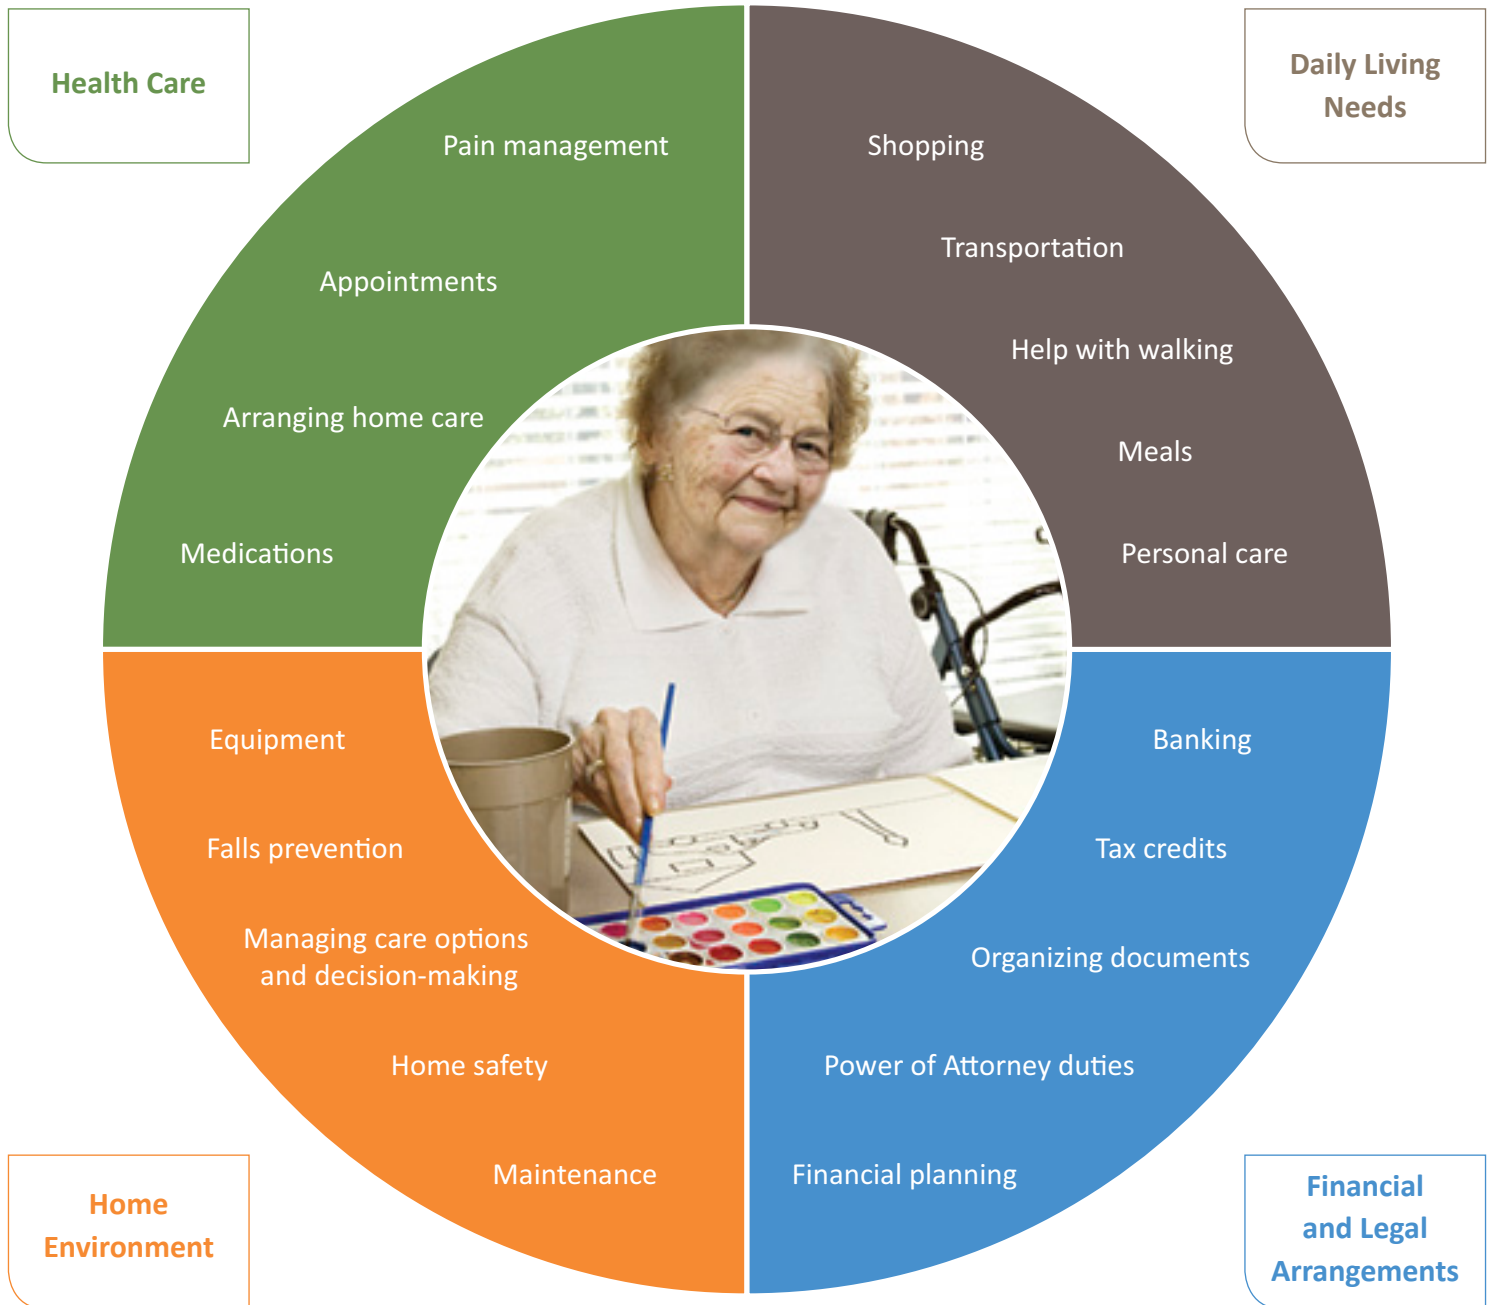 Health Care
Pain management
Appointments
Arranging home care
Medications
Daily Living
Needs
Shopping
Transportation
Help with walking
Meals
Personal care
Equipment
Falls prevention
Managing care options
and decision-making
Home safety
Maintenance
Home
Environment
Banking
Tax credits
Organizing documents
Power of Attorney duties
Financial planning
Financial
and Legal
Arrangements